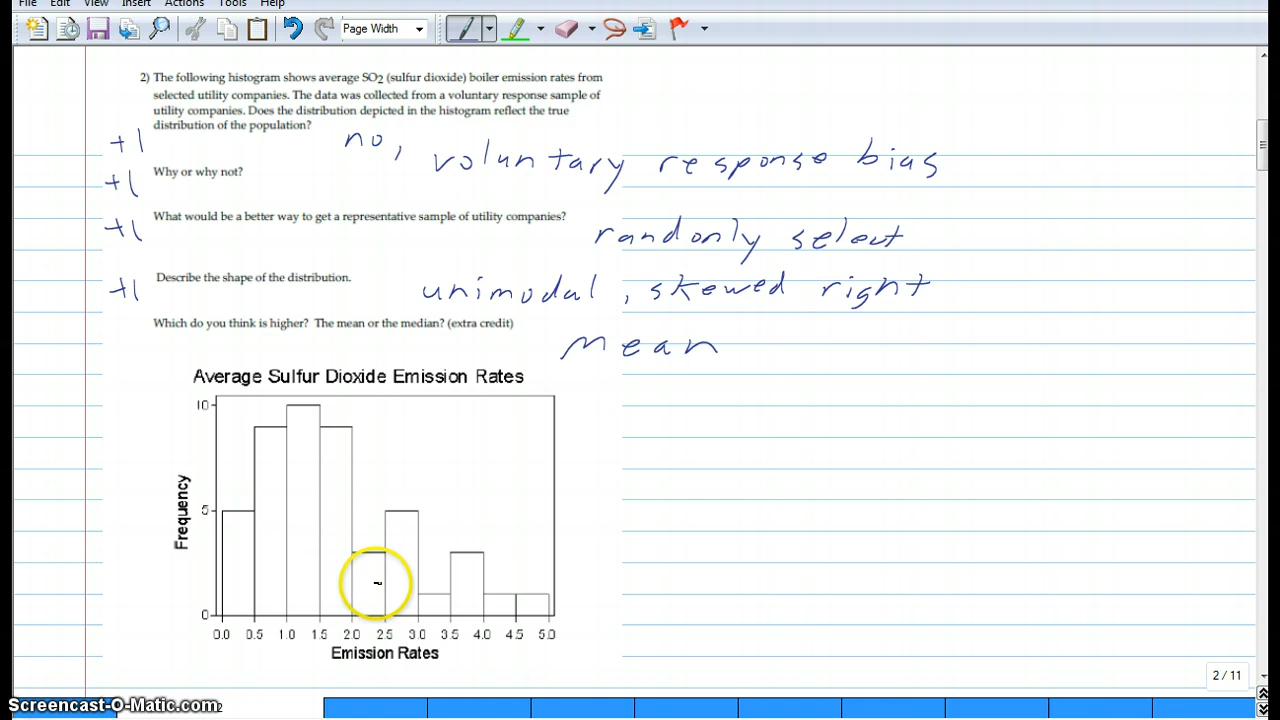 File Edit View Insert Actions Tools Help
Page Width
2) The following histogram shows average SO2 (sulfur dioxide) boiler emission rates from
selected utility companies. The data was collected from a voluntary response sample of
utility companies. Does the distribution depicted in the histogram reflect the true
distribution of the population?
+1 no, voluntary response bias
+1 Why or why not?
+1 What would be a better way to get a representative sample of utility companies?
randonly select
Describe the shape of the distribution.
+1 unimodal, skewed right
Which do you think is higher? The mean or the median? (extra credit)
mean
Average Sulfur Dioxide Emission Rates
10
5
0
Frequency
0.0 0.5 1.0 1.5 2.0 2.5 3.0 3.5 4.0 4.5 5.0
Emission Rates
2 / 11
Screencast-O-Matic.com